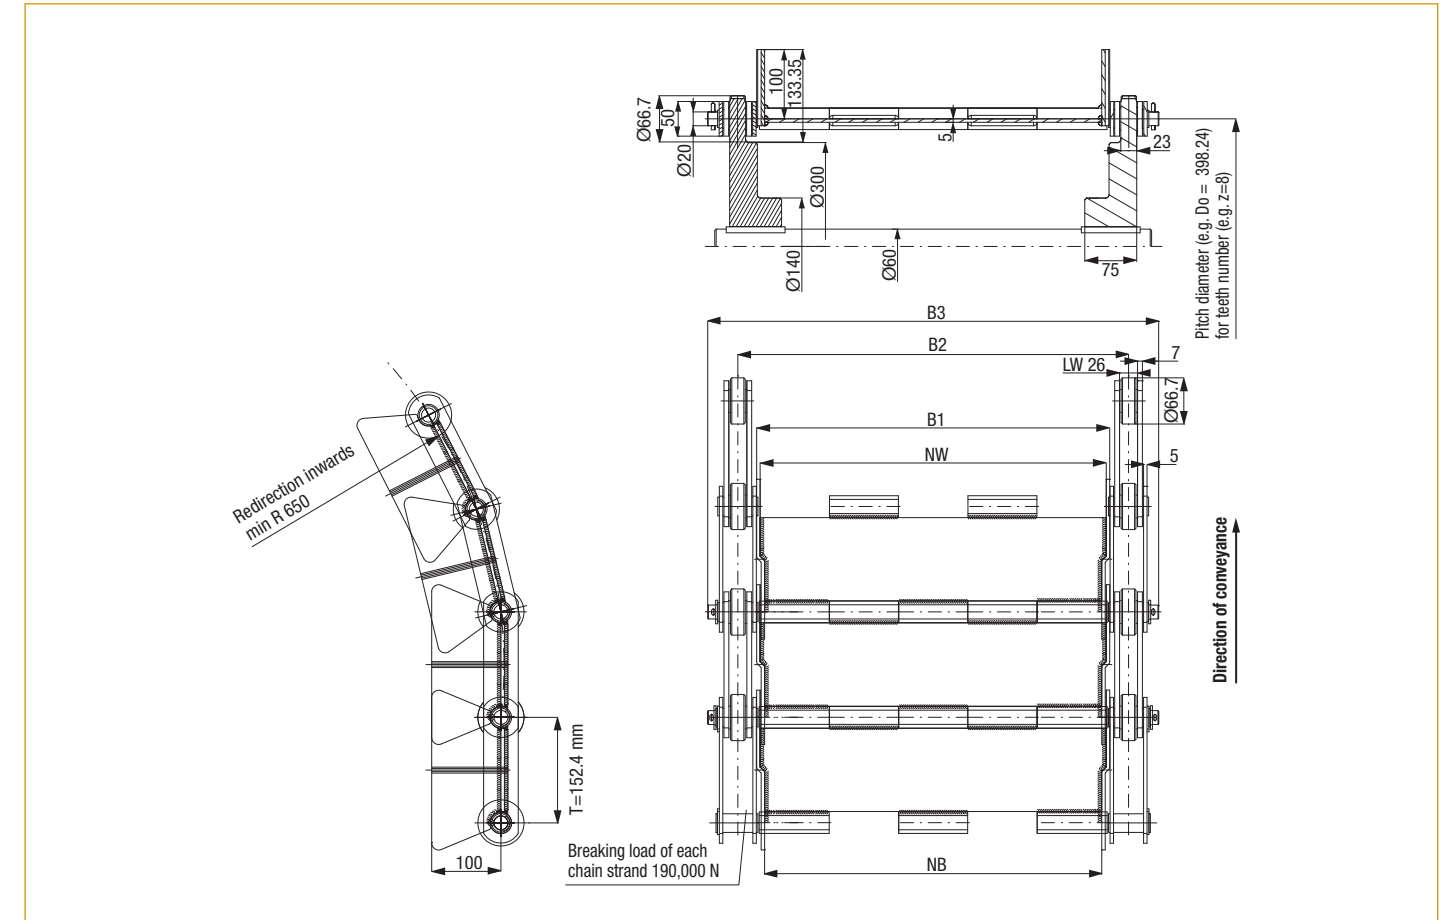 100
133.35
Ø66.7
50
Ø20
5
23
Ø300
Ø140
Ø60
75
Pitch diameter (e.g. Do = 398.24)
for teeth number (e.g. z=8)
B3
B2
7
LW 26
Ø66.7
B1
NW
5
Redirection inwards
min R 650
Direction of conveyance
T=152.4 mm
100
Breaking load of each
chain strand 190,000 N
NB